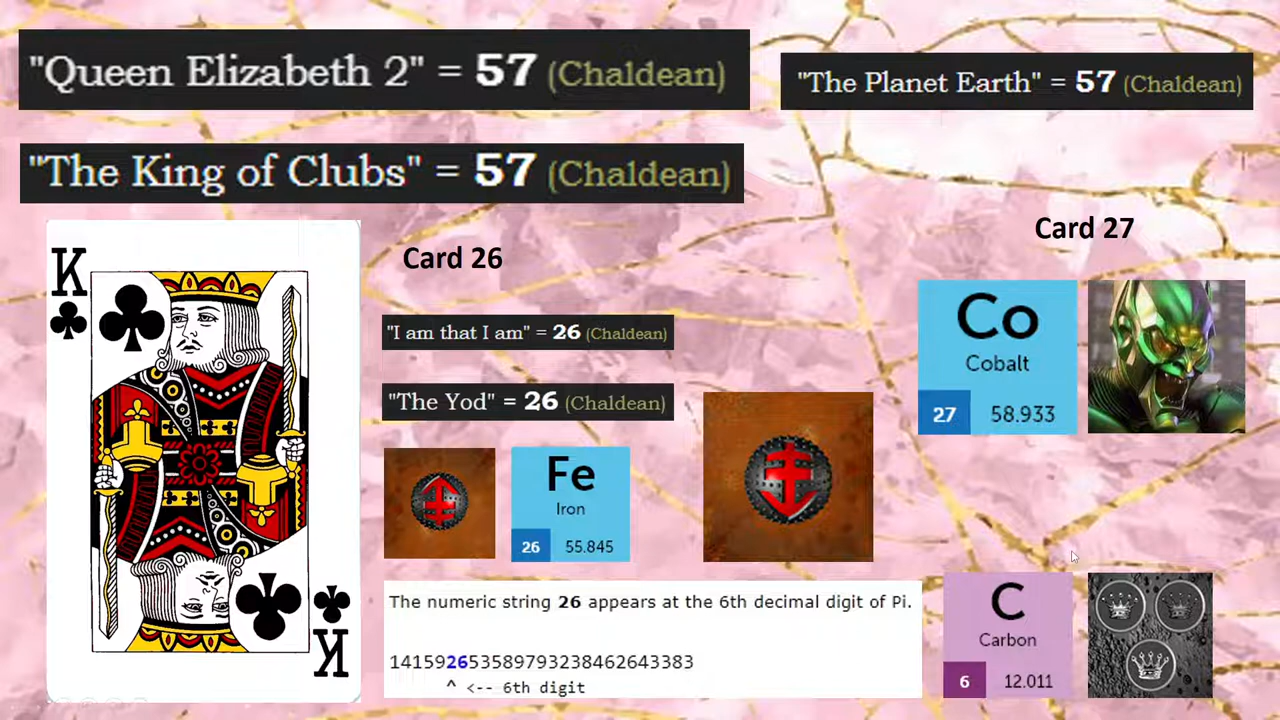 "Queen Elizabeth 2" = 57 (Chaldean)
"The Planet Earth" = 57 (Chaldean)
"The King of Clubs" = 57 (Chaldean)
Card 27
Card 26
K
"I am that I am" = 26 (Chaldean)
"The Yod" = 26 (Chaldean)
Co
Cobalt
27 58.933
Fe
Iron
26 55.845
The numeric string 26 appears at the 6th decimal digit of Pi.
141592653589793238462643383
^ <-- 6th digit
C
Carbon
6 12.011
K